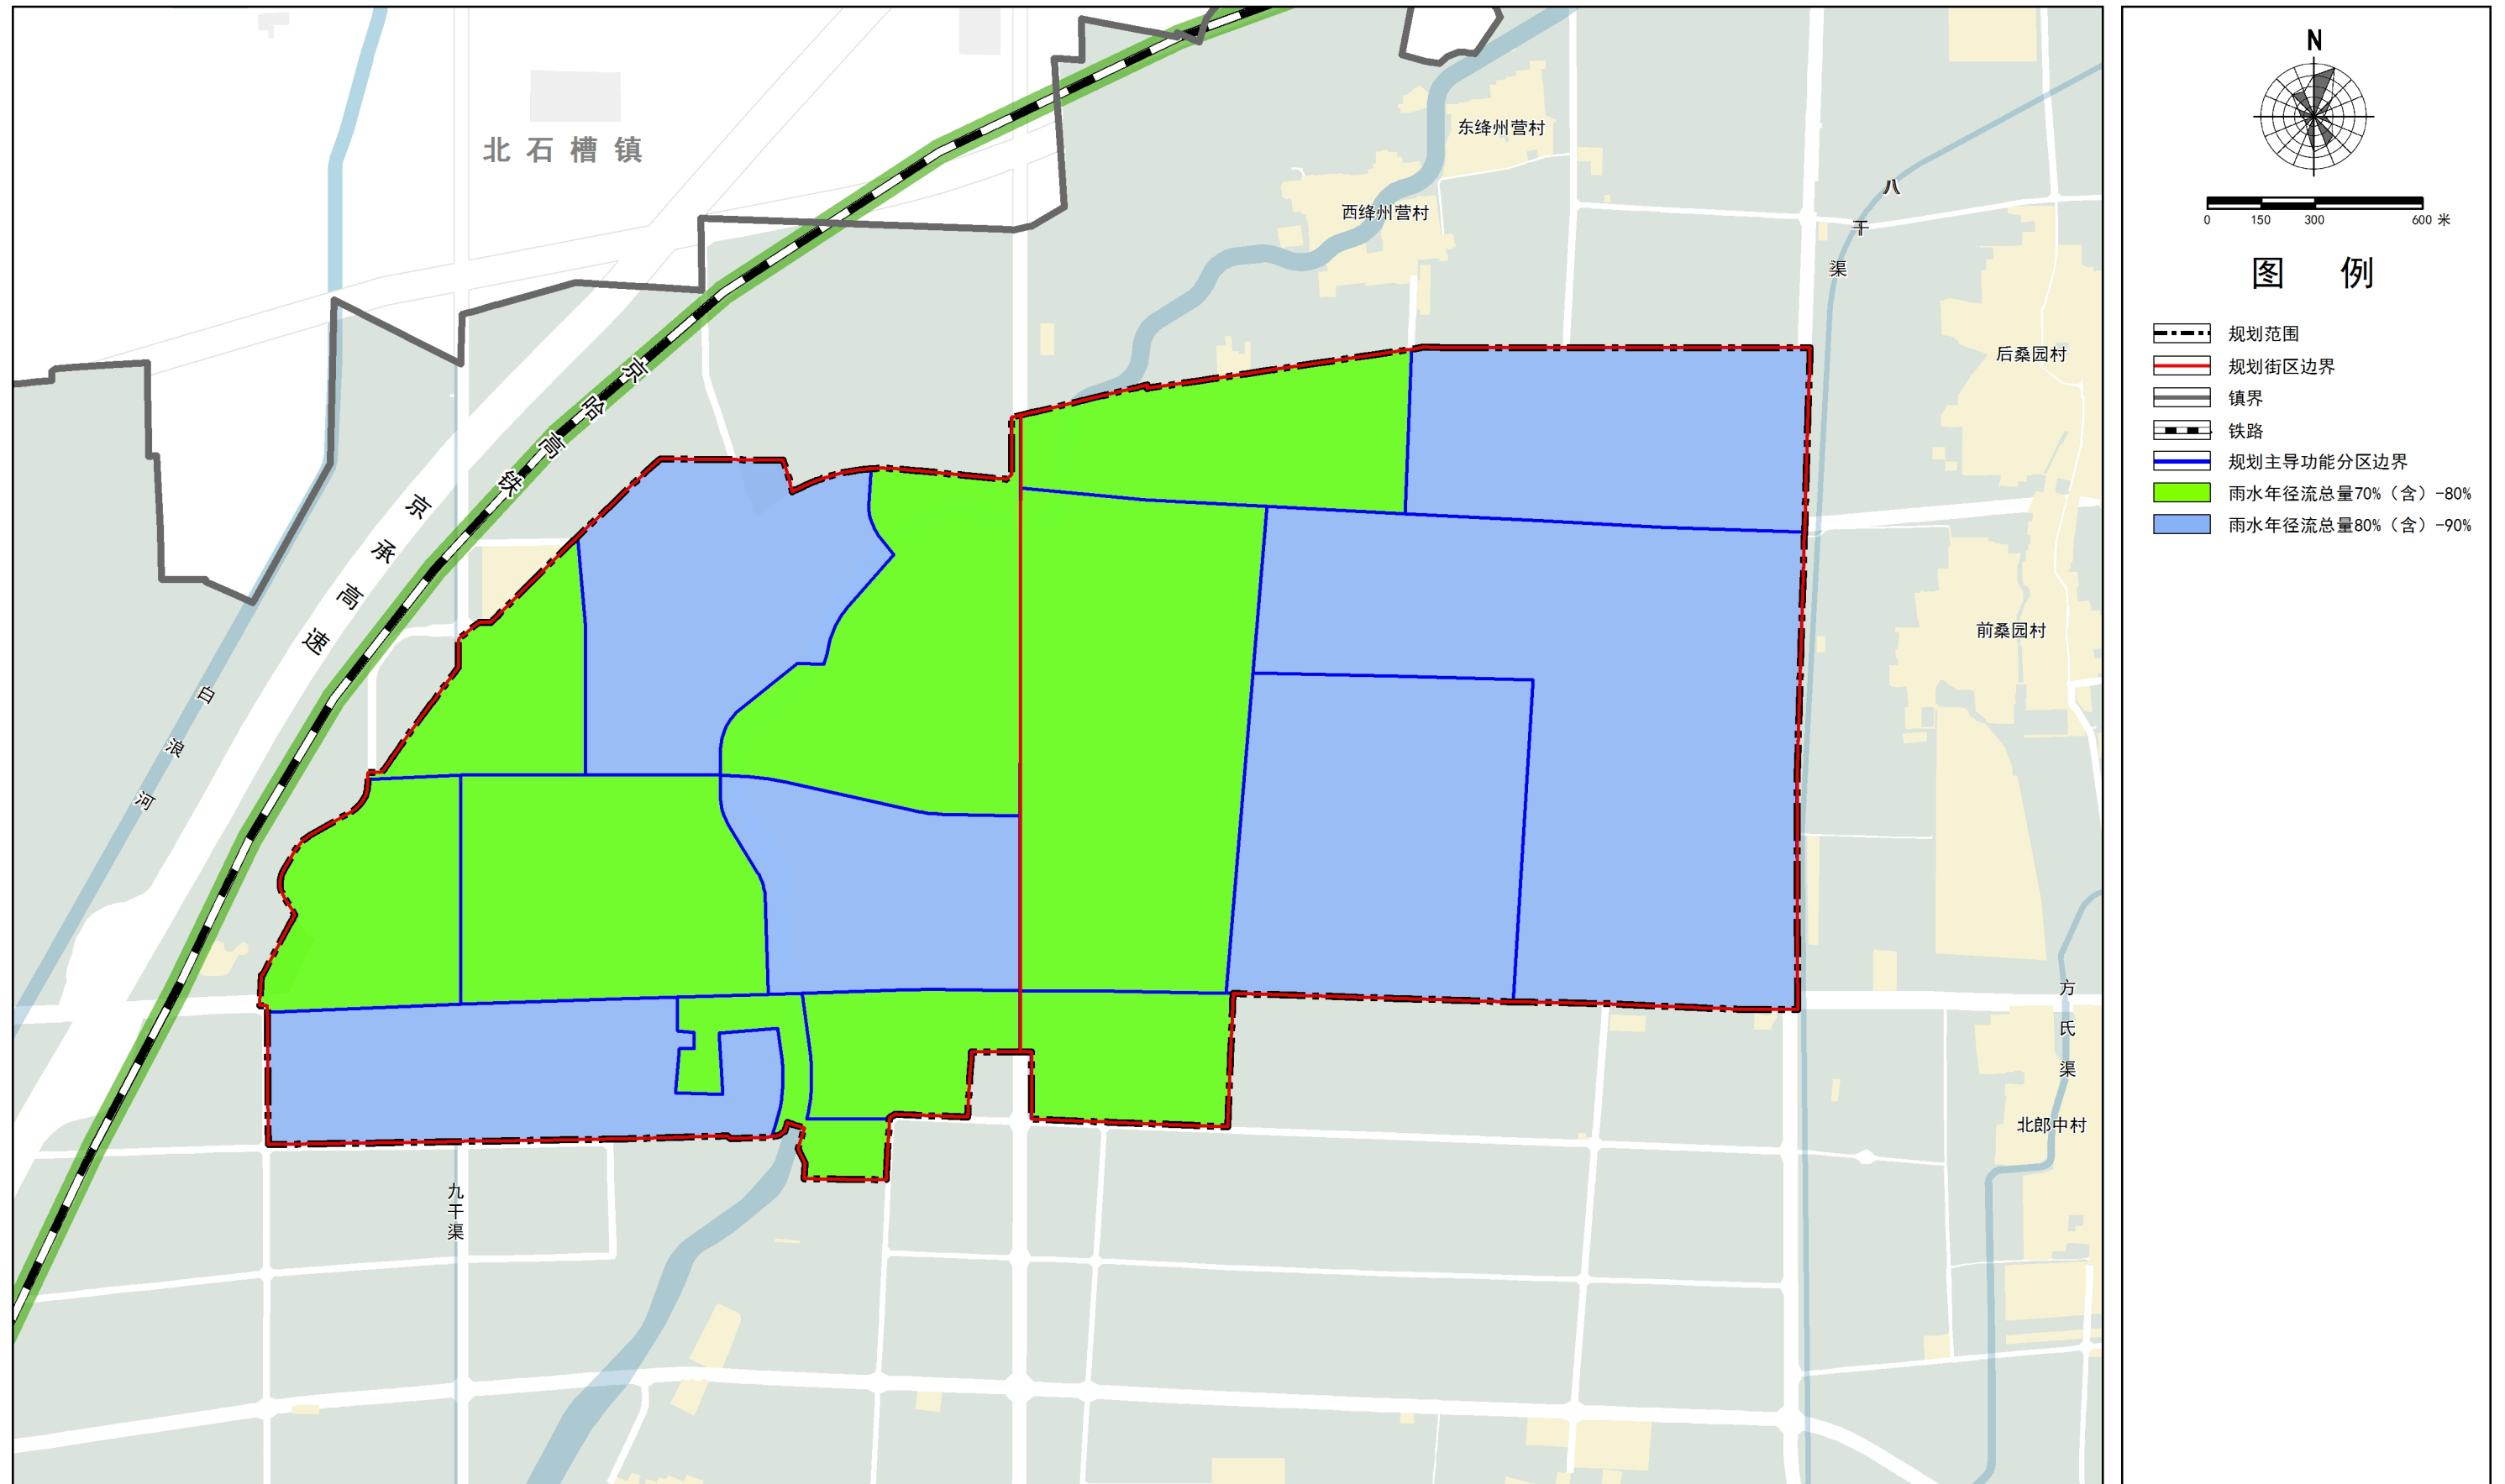 北石槽镇
东绛州营村
西绛州营村
八干渠
后桑园村
前桑园村
京哈高铁
京承高速
白浪河
方氏渠
北郎中村
九干渠
N
0 150 300 600 米
图 例
规划范围
规划街区边界
镇界
铁路
规划主导功能分区边界
雨水年径流总量70%（含）-80%
雨水年径流总量80%（含）-90%